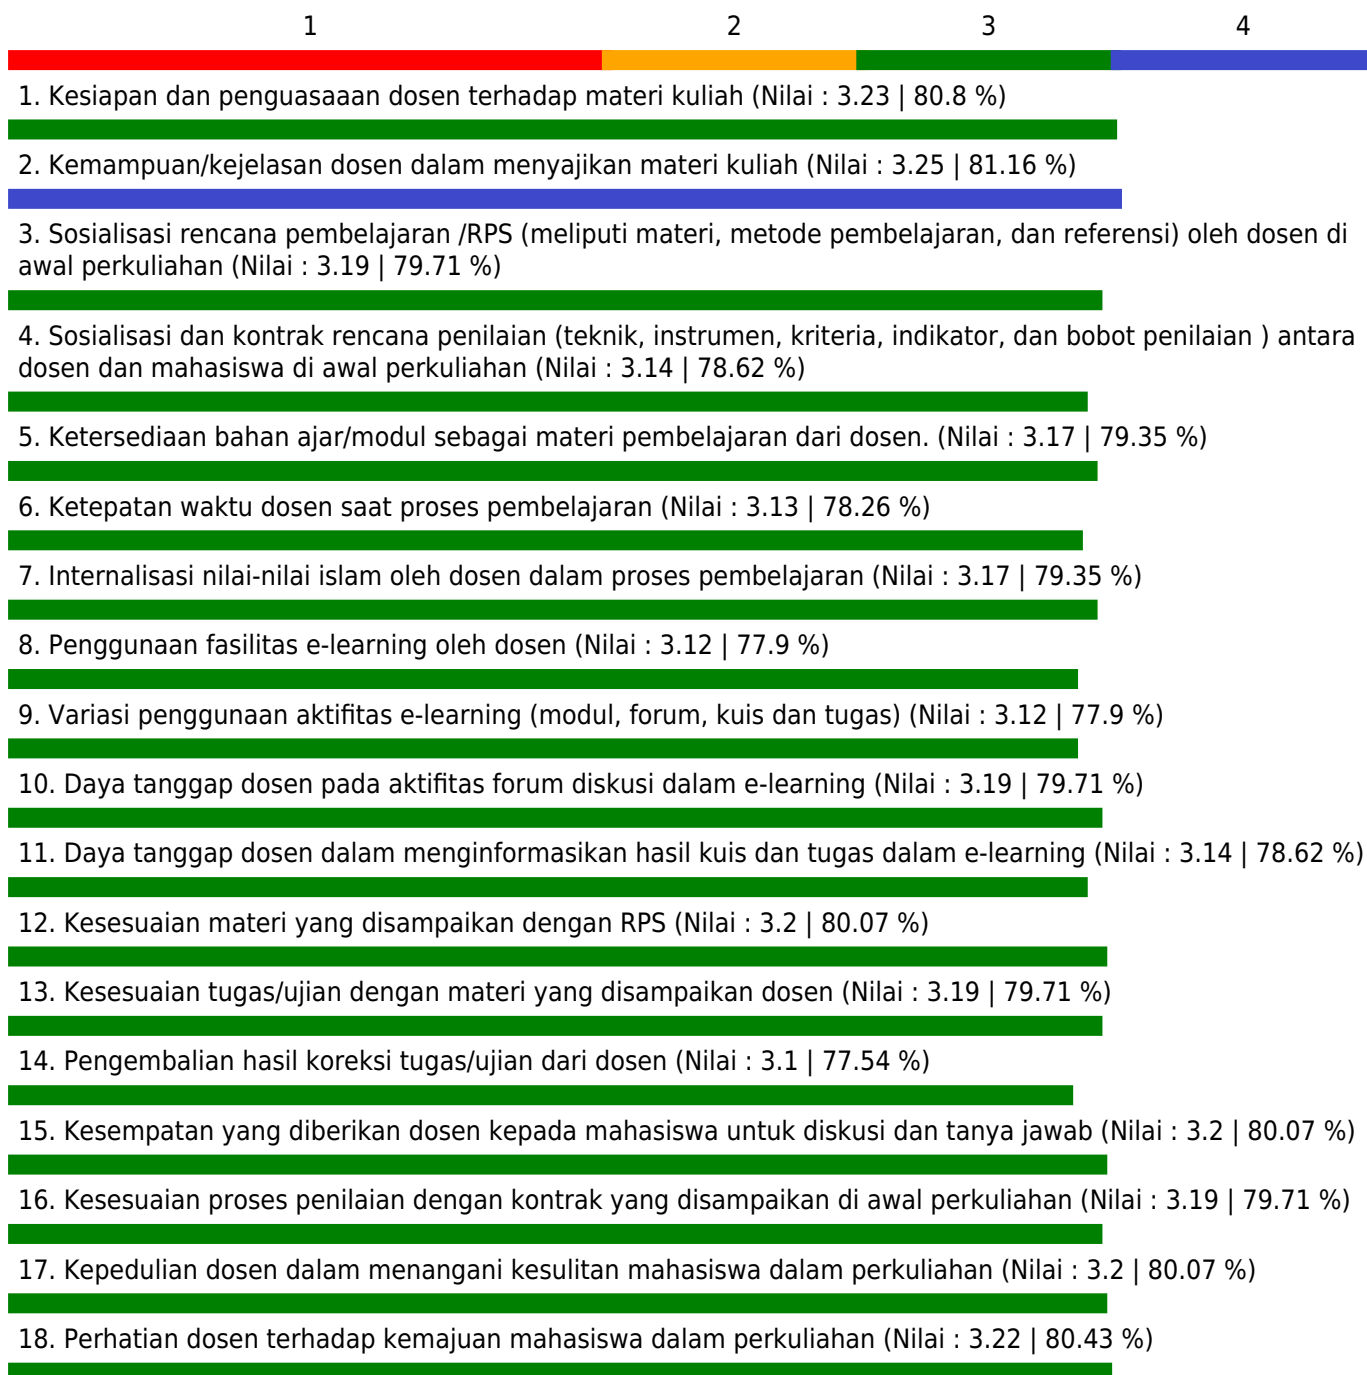 1 2 3 4
1. Kesiapan dan penguasaaan dosen terhadap materi kuliah (Nilai : 3.23 | 80.8 %)
2. Kemampuan/kejelasan dosen dalam menyajikan materi kuliah (Nilai : 3.25 | 81.16 %)
3. Sosialisasi rencana pembelajaran /RPS (meliputi materi, metode pembelajaran, dan referensi) oleh dosen di
awal perkuliahan (Nilai : 3.19 | 79.71 %)
4. Sosialisasi dan kontrak rencana penilaian (teknik, instrumen, kriteria, indikator, dan bobot penilaian ) antara
dosen dan mahasiswa di awal perkuliahan (Nilai : 3.14 | 78.62 %)
5. Ketersediaan bahan ajar/modul sebagai materi pembelajaran dari dosen. (Nilai : 3.17 | 79.35 %)
6. Ketepatan waktu dosen saat proses pembelajaran (Nilai : 3.13 | 78.26 %)
7. Internalisasi nilai-nilai islam oleh dosen dalam proses pembelajaran (Nilai : 3.17 | 79.35 %)
8. Penggunaan fasilitas e-learning oleh dosen (Nilai : 3.12 | 77.9 %)
9. Variasi penggunaan aktifitas e-learning (modul, forum, kuis dan tugas) (Nilai : 3.12 | 77.9 %)
10. Daya tanggap dosen pada aktifitas forum diskusi dalam e-learning (Nilai : 3.19 | 79.71 %)
11. Daya tanggap dosen dalam menginformasikan hasil kuis dan tugas dalam e-learning (Nilai : 3.14 | 78.62 %)
12. Kesesuaian materi yang disampaikan dengan RPS (Nilai : 3.2 | 80.07 %)
13. Kesesuaian tugas/ujian dengan materi yang disampaikan dosen (Nilai : 3.19 | 79.71 %)
14. Pengembalian hasil koreksi tugas/ujian dari dosen (Nilai : 3.1 | 77.54 %)
15. Kesempatan yang diberikan dosen kepada mahasiswa untuk diskusi dan tanya jawab (Nilai : 3.2 | 80.07 %)
16. Kesesuaian proses penilaian dengan kontrak yang disampaikan di awal perkuliahan (Nilai : 3.19 | 79.71 %)
17. Kepedulian dosen dalam menangani kesulitan mahasiswa dalam perkuliahan (Nilai : 3.2 | 80.07 %)
18. Perhatian dosen terhadap kemajuan mahasiswa dalam perkuliahan (Nilai : 3.22 | 80.43 %)